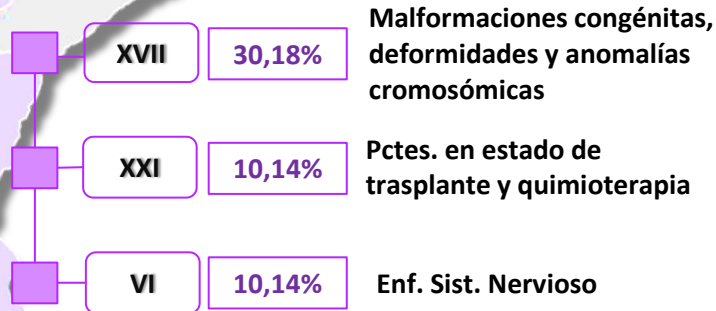 XVII
30,18%
Malformaciones congénitas,
deformidades y anomalías
cromosómicas
XXI
10,14%
Pctes. en estado de
trasplante y quimioterapia
VI
10,14%
Enf. Sist. Nervioso